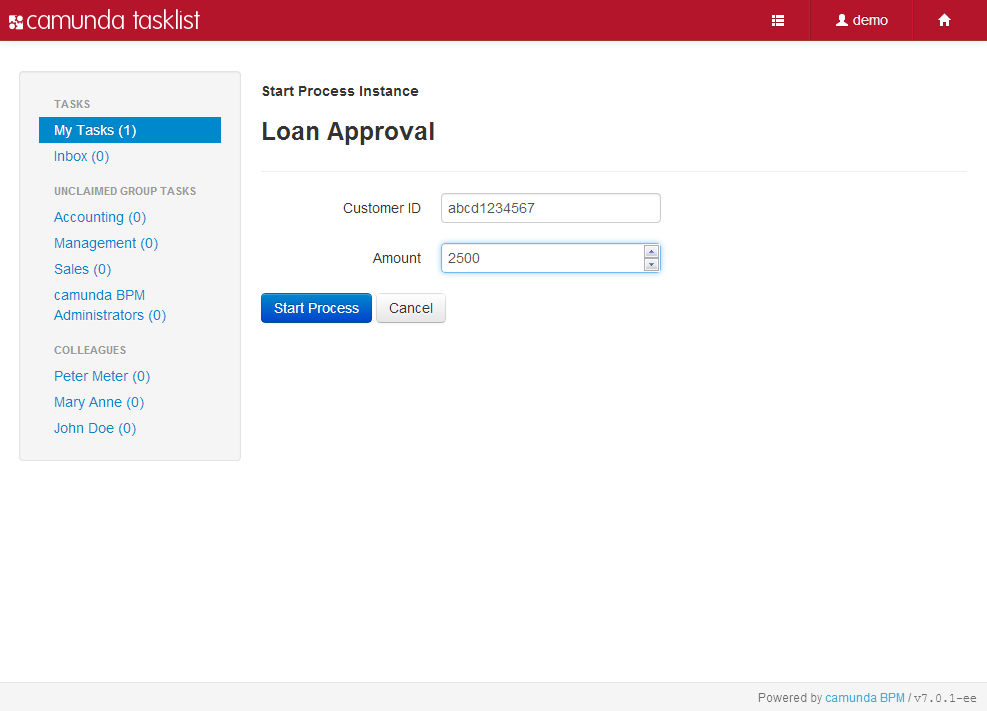 camunda tasklist
demo
TASKS
My Tasks (1)
Inbox (0)
UNCLAIMED GROUP TASKS
Accounting (0)
Management (0)
Sales (0)
camunda BPM
Administrators (0)
COLLEAGUES
Peter Meter (0)
Mary Anne (0)
John Doe (0)
Start Process Instance
Loan Approval
Customer ID abcd1234567
Amount 2500
Start Process Cancel
Powered by camunda BPM / v7.0.1-ee